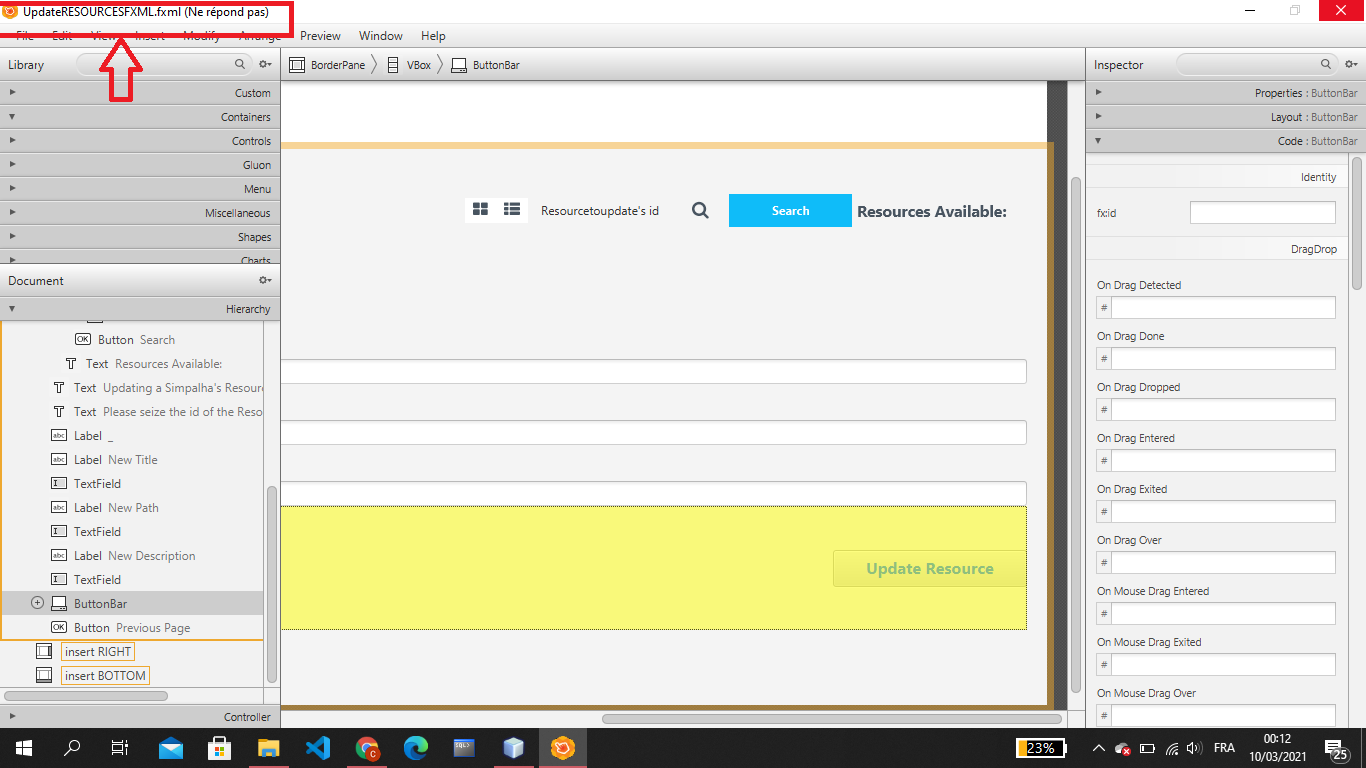 UpdateRESOURCESFXML.fxml (Ne répond pas)
File Edit View Insert Modify Arrange Preview Window Help
Library
Custom
Containers
Controls
Gluon
Menu
Miscellaneous
Shapes
Charts
Document
Hierarchy
Button Search
Text Resources Available:
Text Updating a Simpalha's Resour
Text Please seize the id of the Reso
abc Label _
abc Label New Title
TextField
abc Label New Path
TextField
abc Label New Description
TextField
ButtonBar
OK Button Previous Page
insert RIGHT
insert BOTTOM
Controller
BorderPane VBox ButtonBar
Resourcetoupdate's id Search Resources Available:
Update Resource
Inspector
Properties : ButtonBar
Layout : ButtonBar
Code : ButtonBar
Identity
fx:id
DragDrop
On Drag Detected
#
On Drag Done
#
On Drag Dropped
#
On Drag Entered
#
On Drag Exited
#
On Drag Over
#
On Mouse Drag Entered
#
On Mouse Drag Exited
#
On Mouse Drag Over
#
23% FRA 00:12
10/03/2021 25